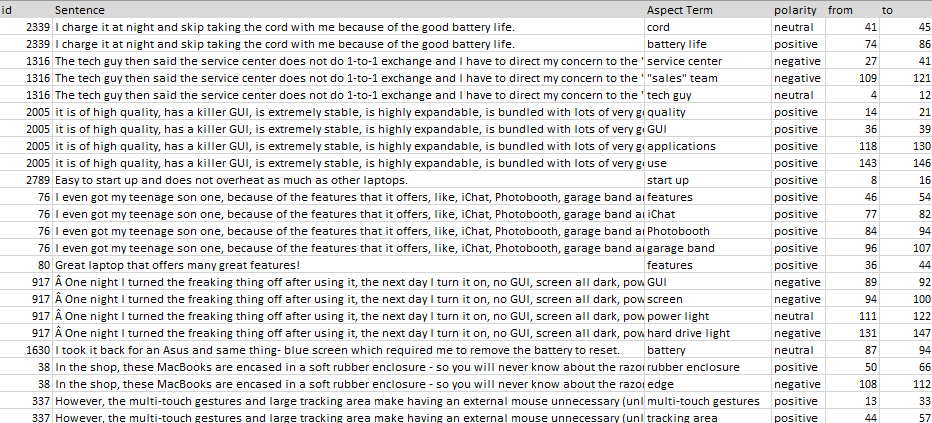 id Sentence Aspect Term polarity from to
2339 I charge it at night and skip taking the cord with me because of the good battery life. cord neutral 41 45
2339 I charge it at night and skip taking the cord with me because of the good battery life. battery life positive 74 86
1316 The tech guy then said the service center does not do 1-to-1 exchange and I have to direct my concern to the ' service center negative 27 41
1316 The tech guy then said the service center does not do 1-to-1 exchange and I have to direct my concern to the ' "sales" team negative 109 121
1316 The tech guy then said the service center does not do 1-to-1 exchange and I have to direct my concern to the ' tech guy neutral 4 12
2005 it is of high quality, has a killer GUI, is extremely stable, is highly expandable, is bundled with lots of very g quality positive 14 21
2005 it is of high quality, has a killer GUI, is extremely stable, is highly expandable, is bundled with lots of very g GUI positive 36 39
2005 it is of high quality, has a killer GUI, is extremely stable, is highly expandable, is bundled with lots of very g applications positive 118 130
2005 it is of high quality, has a killer GUI, is extremely stable, is highly expandable, is bundled with lots of very g use positive 143 146
2789 Easy to start up and does not overheat as much as other laptops. start up positive 8 16
76 I even got my teenage son one, because of the features that it offers, like, iChat, Photobooth, garage band a features positive 46 54
76 I even got my teenage son one, because of the features that it offers, like, iChat, Photobooth, garage band a iChat positive 77 82
76 I even got my teenage son one, because of the features that it offers, like, iChat, Photobooth, garage band a Photobooth positive 84 94
76 I even got my teenage son one, because of the features that it offers, like, iChat, Photobooth, garage band a garage band positive 96 107
80 Great laptop that offers many great features! features positive 36 44
917 Â One night I turned the freaking thing off after using it, the next day I turn it on, no GUI, screen all dark, pow GUI negative 89 92
917 Â One night I turned the freaking thing off after using it, the next day I turn it on, no GUI, screen all dark, pow screen negative 94 100
917 Â One night I turned the freaking thing off after using it, the next day I turn it on, no GUI, screen all dark, pow power light neutral 111 122
917 Â One night I turned the freaking thing off after using it, the next day I turn it on, no GUI, screen all dark, pow hard drive light negative 131 147
1630 I took it back for an Asus and same thing- blue screen which required me to remove the battery to reset. battery neutral 87 94
38 In the shop, these MacBooks are encased in a soft rubber enclosure - so you will never know about the razo rubber enclosure positive 50 66
38 In the shop, these MacBooks are encased in a soft rubber enclosure - so you will never know about the razo edge negative 108 112
337 However, the multi-touch gestures and large tracking area make having an external mouse unnecessary (unl multi-touch gestures positive 13 33
337 However, the multi-touch gestures and large tracking area make having an external mouse unnecessary (unl tracking area positive 44 57